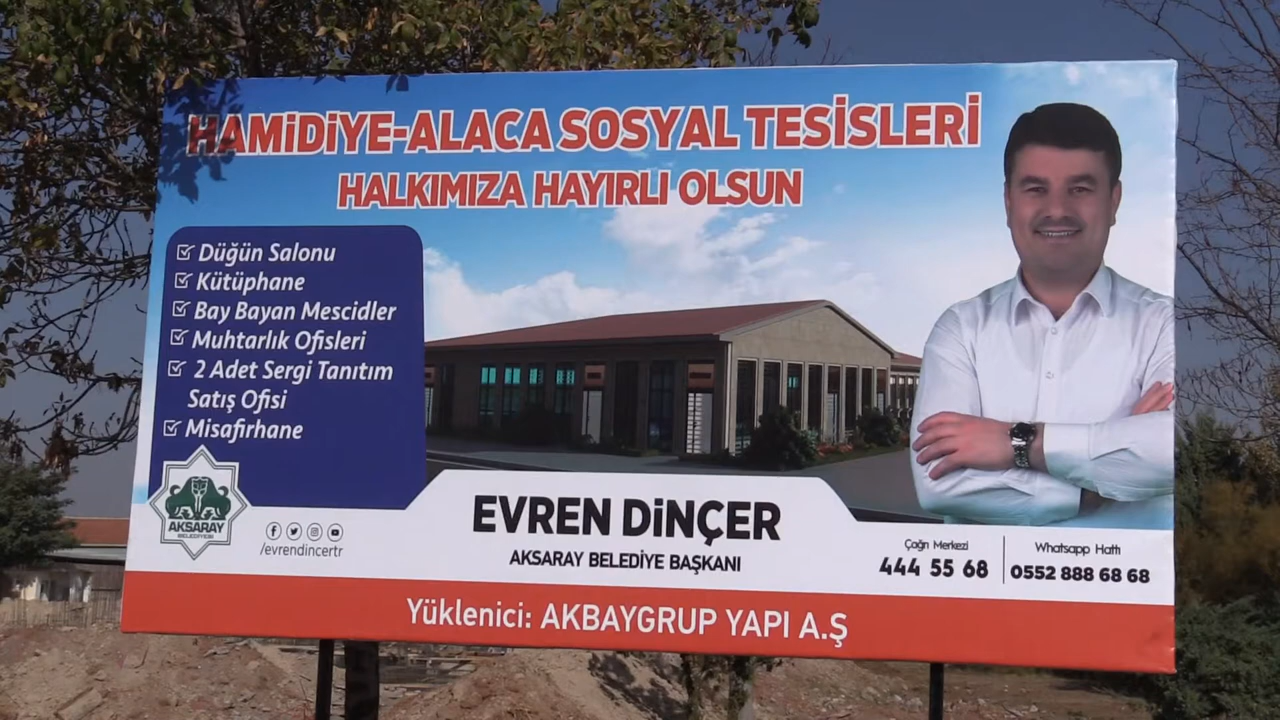 HAMİDİYE-ALACA SOSYAL TESİSLERİ
HALKIMIZA HAYIRLI OLSUN
Düğün Salonu
Kütüphane
Bay Bayan Mescidler
Muhtarlık Ofisleri
2 Adet Sergi Tanıtım
Satış Ofisi
Misafirhane
AKSARAY
BELEDİYESİ
/evrendincertr
EVREN DİNÇER
AKSARAY BELEDİYE BAŞKANI
Çağrı Merkezi
444 55 68
Whatsapp Hattı
0552 888 68 68
Yüklenici: AKBAYGRUP YAPI A.Ş